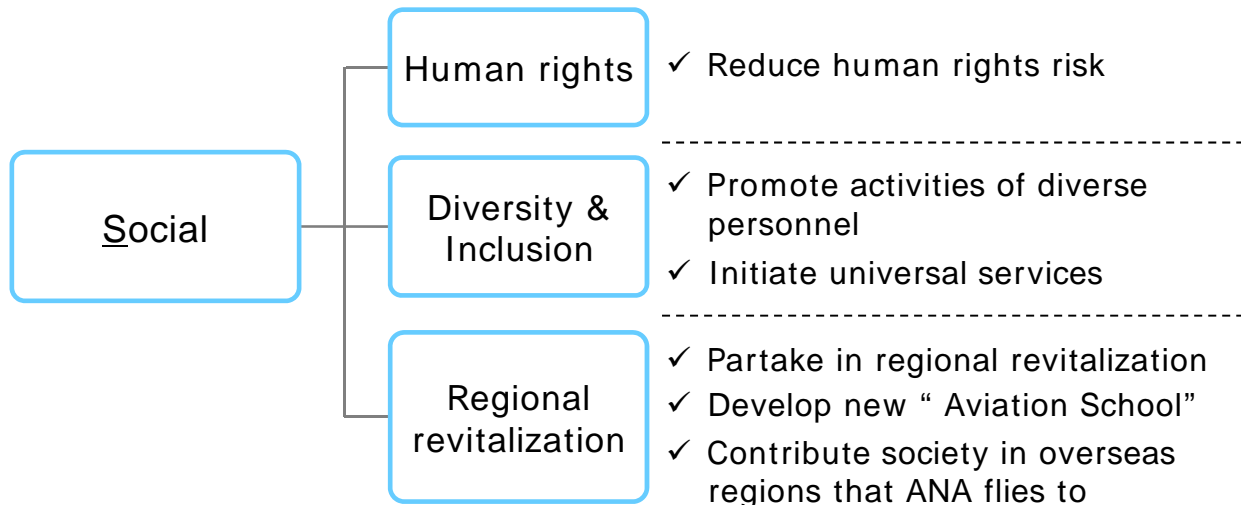 Social
Human rights
✓ Reduce human rights risk
Diversity &
Inclusion
✓ Promote activities of diverse
personnel
✓ Initiate universal services
Regional
revitalization
✓ Partake in regional revitalization
✓ Develop new “ Aviation School”
✓ Contribute society in overseas
regions that ANA flies to